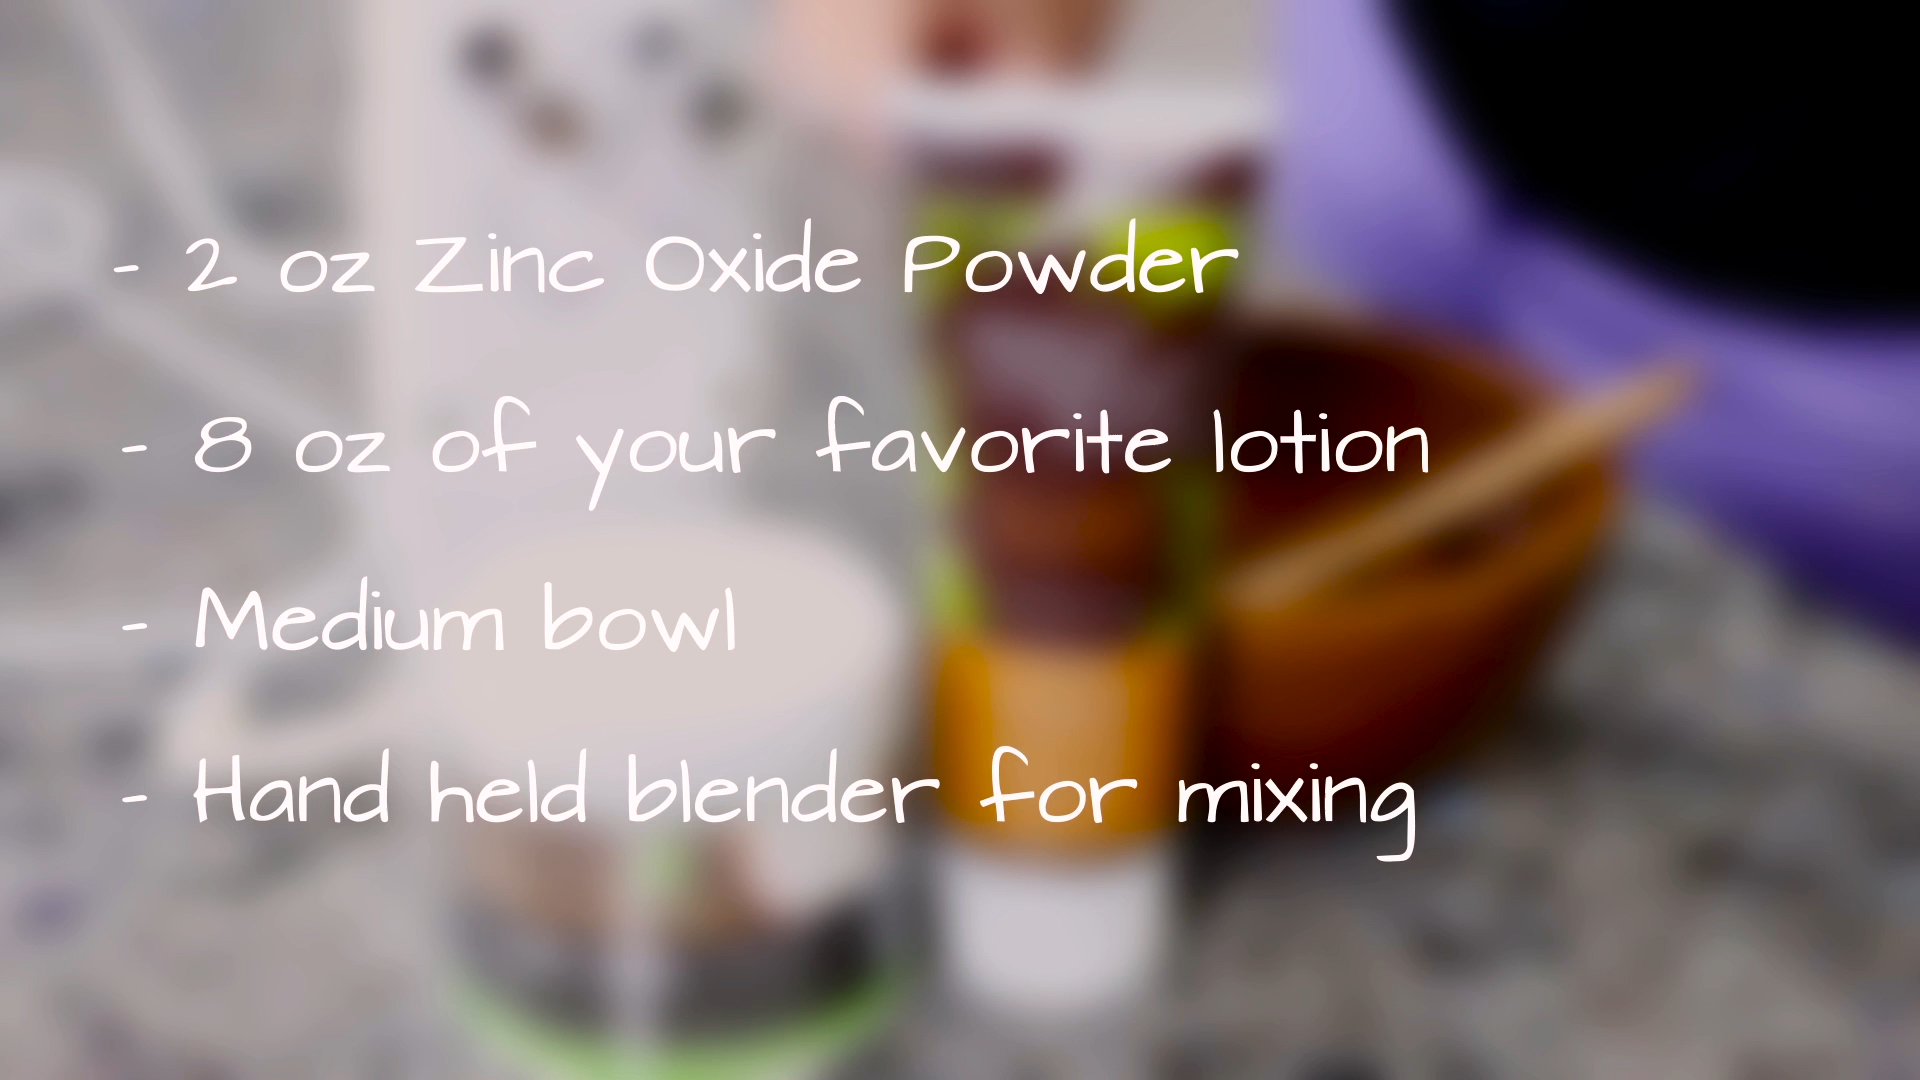 - 2 oz Zinc Oxide Powder
- 8 oz of your favorite lotion
- Medium bowl
- Hand held blender for mixing